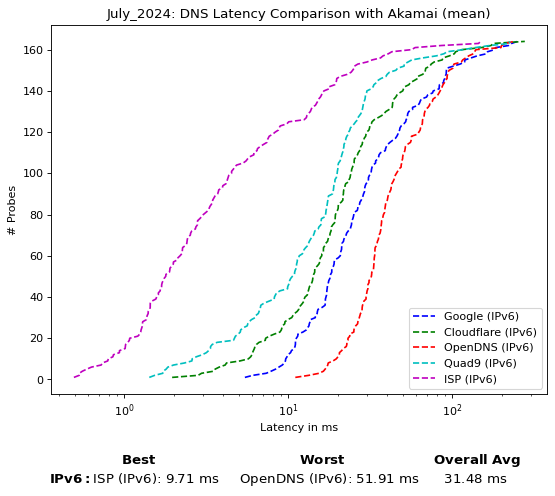 July_2024: DNS Latency Comparison with Akamai (mean)
# Probes
160
140
120
100
80
60
40
20
0
Google (IPv6)
Cloudflare (IPv6)
OpenDNS (IPv6)
Quad9 (IPv6)
ISP (IPv6)
10⁰ 10¹ 10²
Latency in ms
Best Worst Overall Avg
IPv6: ISP (IPv6): 9.71 ms OpenDNS (IPv6): 51.91 ms 31.48 ms